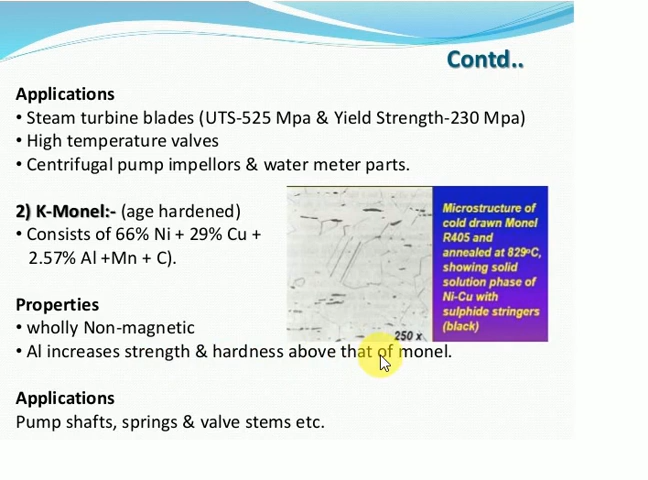 Contd..
Applications
• Steam turbine blades (UTS-525 Mpa & Yield Strength-230 Mpa)
• High temperature valves
• Centrifugal pump impellors & water meter parts.
2) K-Monel:- (age hardened)
• Consists of 66% Ni + 29% Cu +
2.57% Al +Mn + C).
Microstructure of
cold drawn Monel
R405 and
annealed at 829ºC,
showing solid
solution phase of
Ni-Cu with
sulphide stringers
(black)
250 x
Properties
• wholly Non-magnetic
• Al increases strength & hardness above that of monel.
Applications
Pump shafts, springs & valve stems etc.